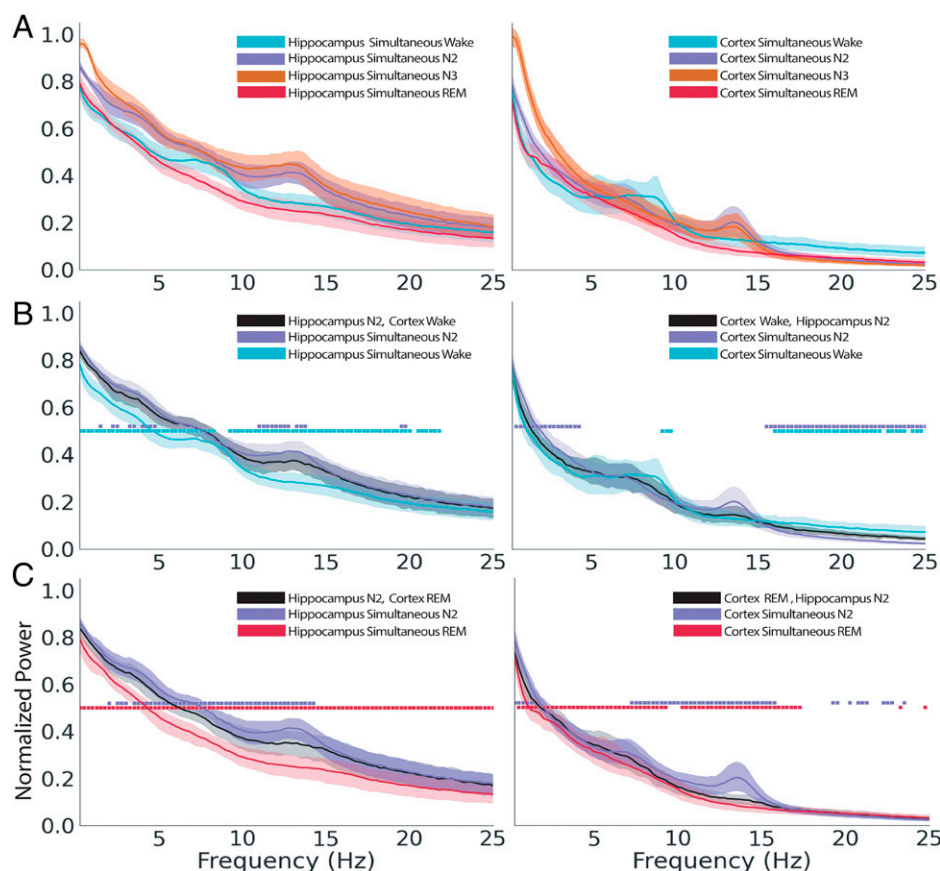 A
Hippocampus Simultaneous Wake
Hippocampus Simultaneous N2
Hippocampus Simultaneous N3
Hippocampus Simultaneous REM
1.0
0.8
0.6
0.4
0.2
0.0
5 10 15 20 25
Cortex Simultaneous Wake
Cortex Simultaneous N2
Cortex Simultaneous N3
Cortex Simultaneous REM
5 10 15 20 25
B
Hippocampus N2, Cortex Wake
Hippocampus Simultaneous N2
Hippocampus Simultaneous Wake
1.0
0.8
0.6
0.4
0.2
0.0
5 10 15 20 25
Cortex Wake, Hippocampus N2
Cortex Simultaneous N2
Cortex Simultaneous Wake
5 10 15 20 25
C
Hippocampus N2, Cortex REM
Hippocampus Simultaneous N2
Hippocampus Simultaneous REM
Normalized Power
1.0
0.8
0.6
0.4
0.2
0.0
5 10 15 20 25
Frequency (Hz)
Cortex REM, Hippocampus N2
Cortex Simultaneous N2
Cortex Simultaneous REM
5 10 15 20 25
Frequency (Hz)